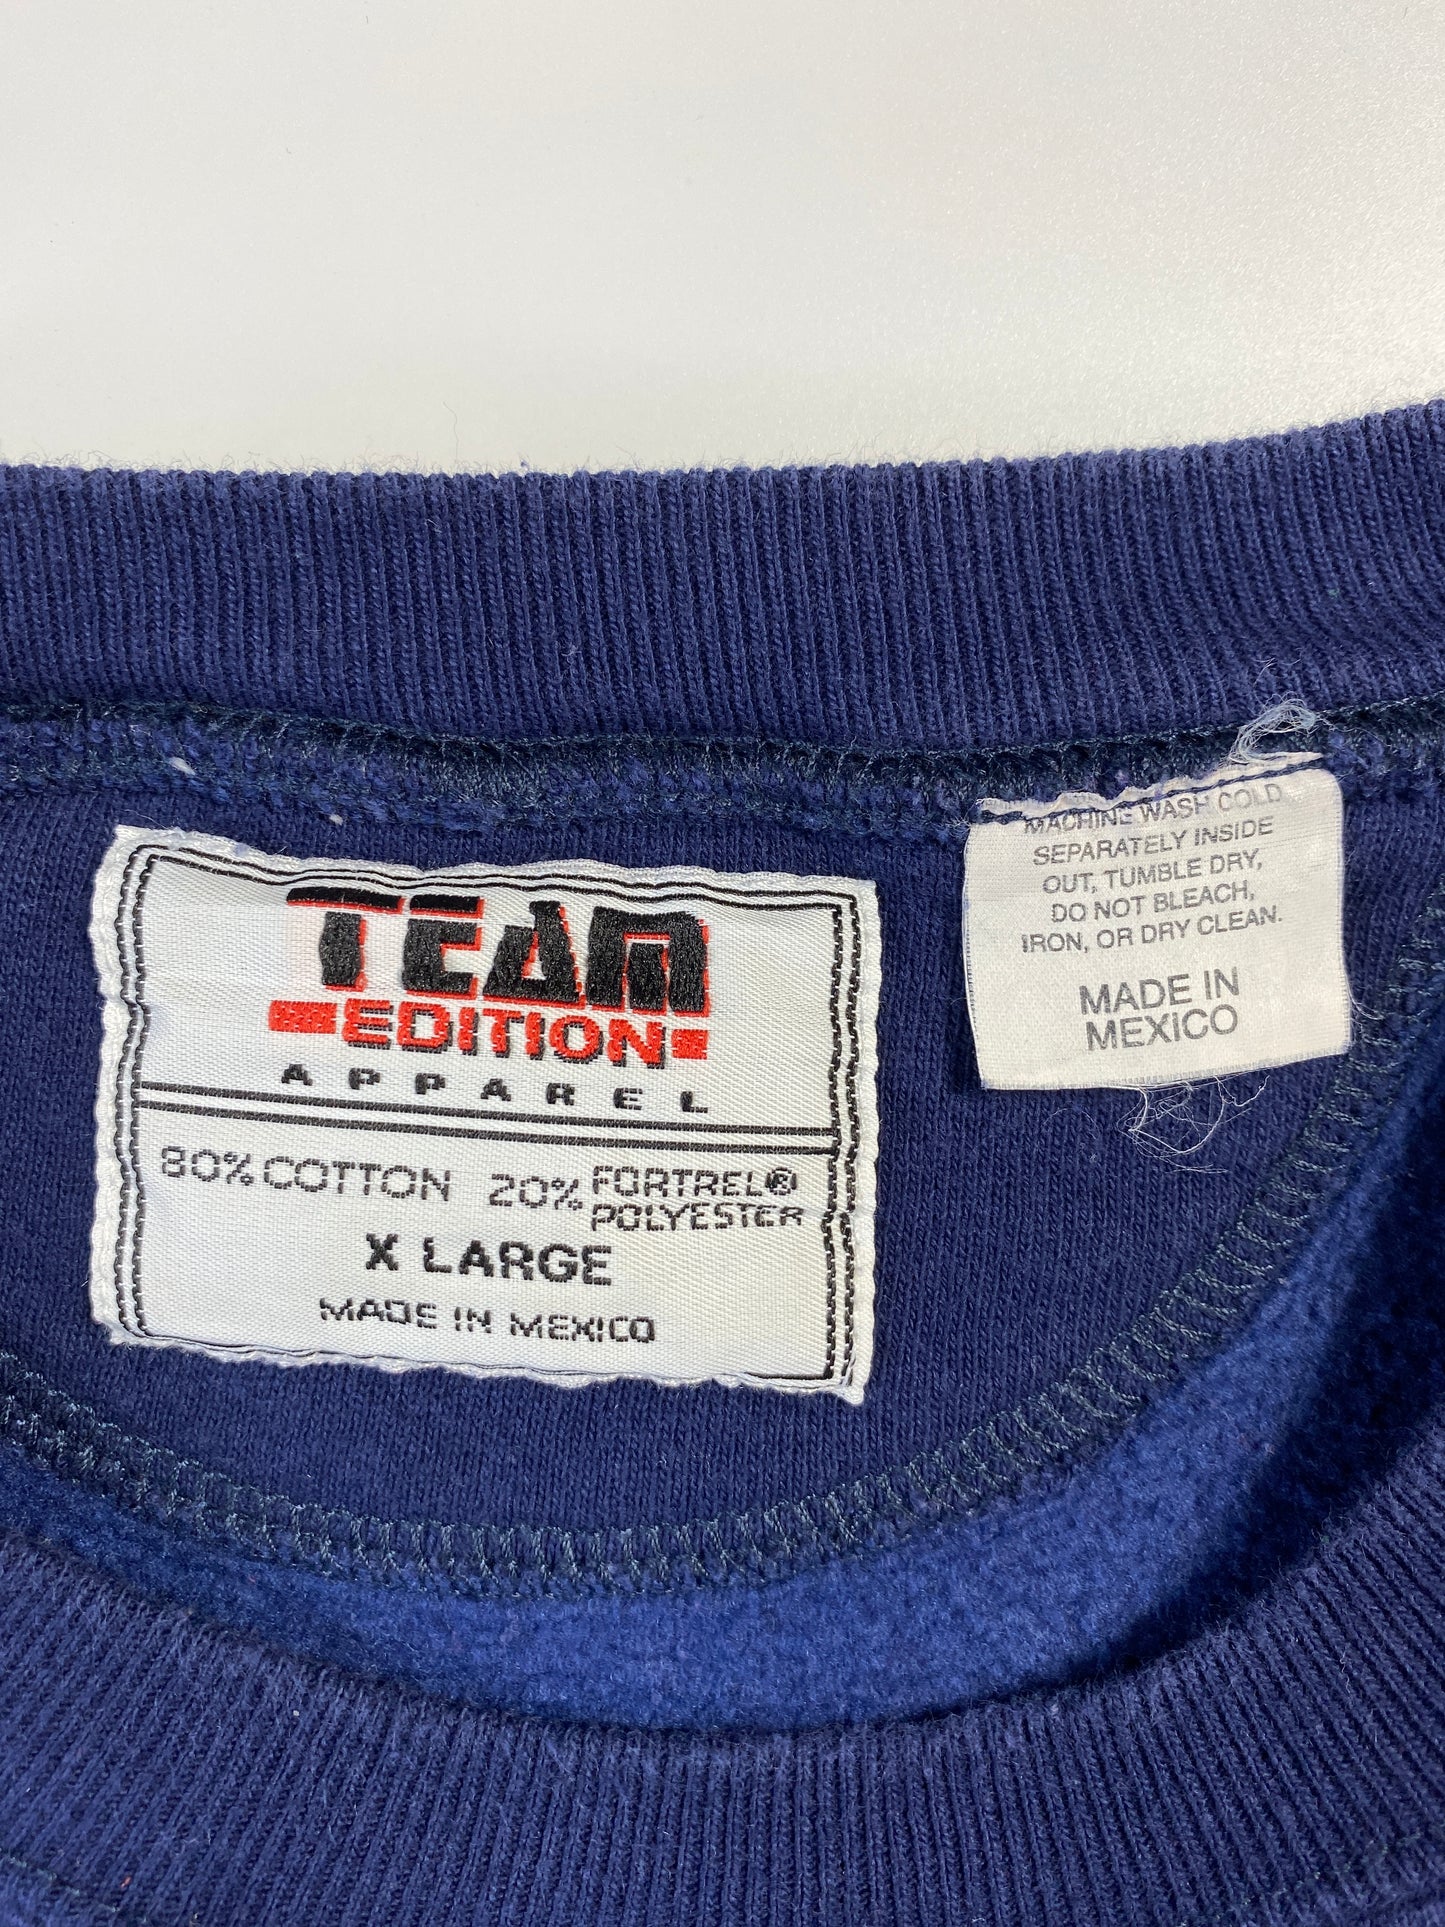 TEAM
EDITION
APPAREL
80% COTTON 20% FORTREL®
POLYESTER
X LARGE
MADE IN MEXICO
MACHINE WASH COLD
SEPARATELY INSIDE
OUT, TUMBLE DRY,
DO NOT BLEACH,
IRON, OR DRY CLEAN.
MADE IN
MEXICO